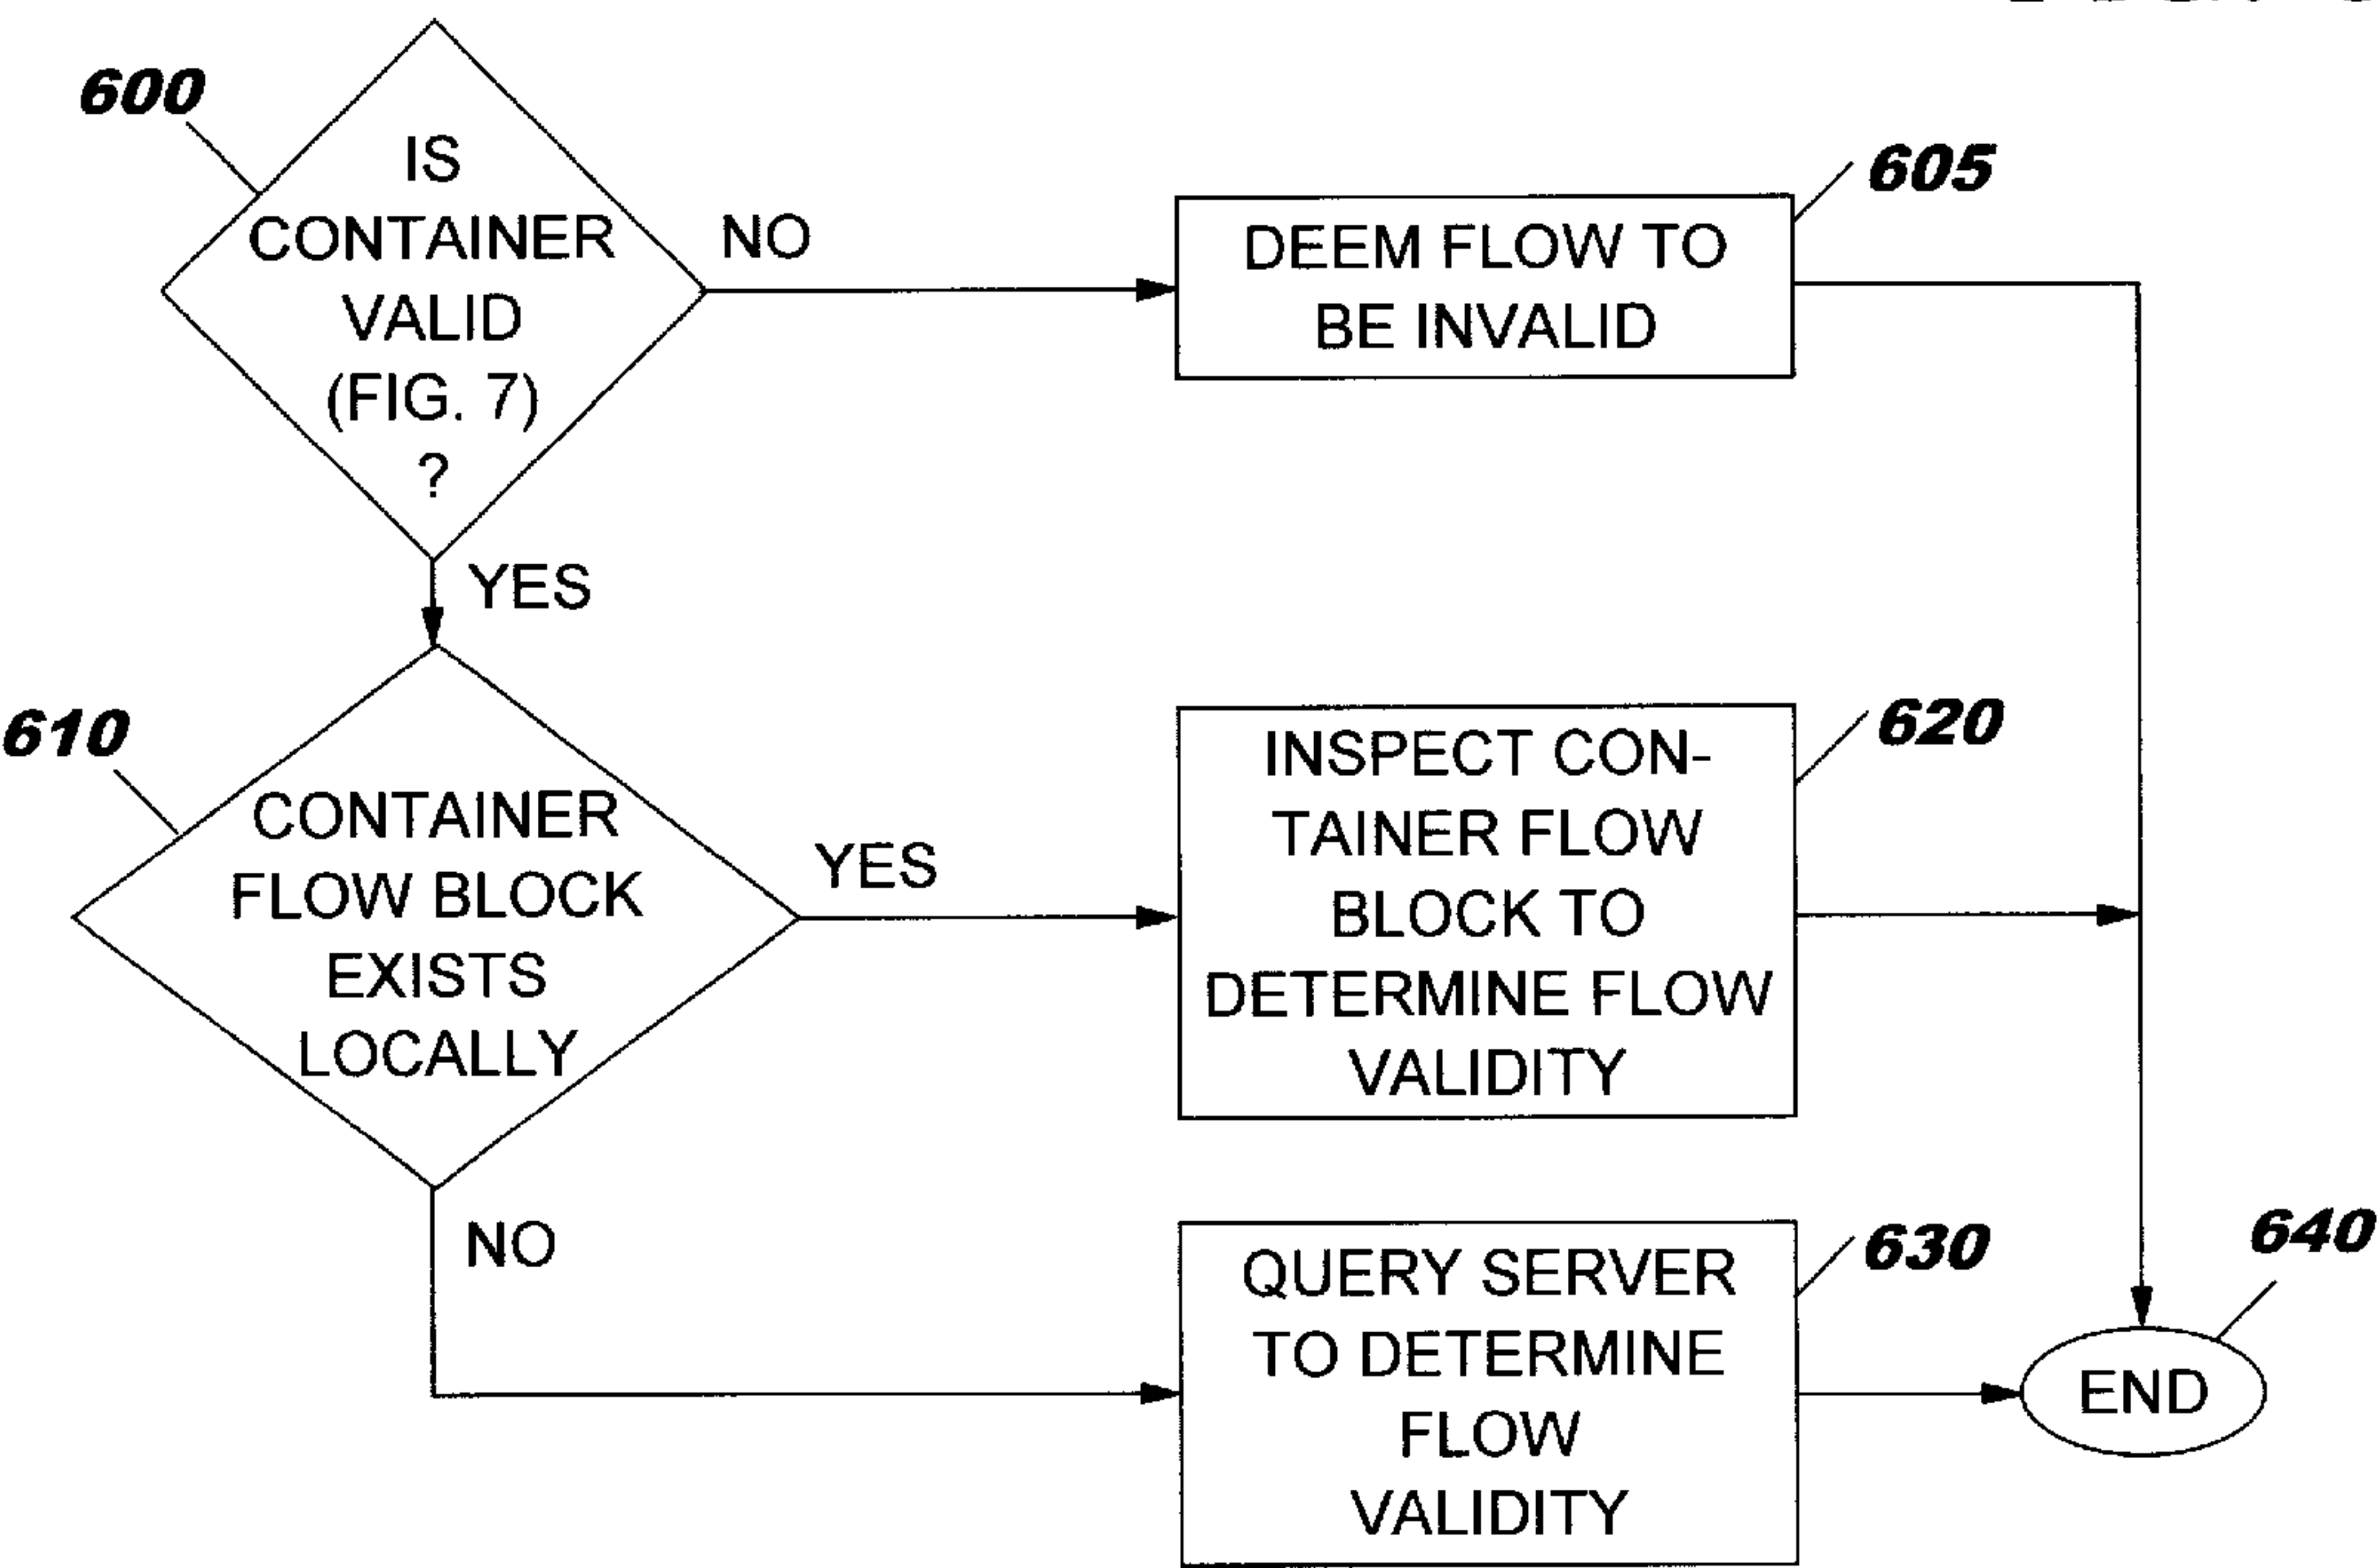 600
IS
CONTAINER
VALID
(FIG. 7)
?
NO
605
DEEM FLOW TO
BE INVALID
YES
610
CONTAINER
FLOW BLOCK
EXISTS
LOCALLY
YES
620
INSPECT CON-
TAINER FLOW
BLOCK TO
DETERMINE FLOW
VALIDITY
NO
630
QUERY SERVER
TO DETERMINE
FLOW
VALIDITY
640
END